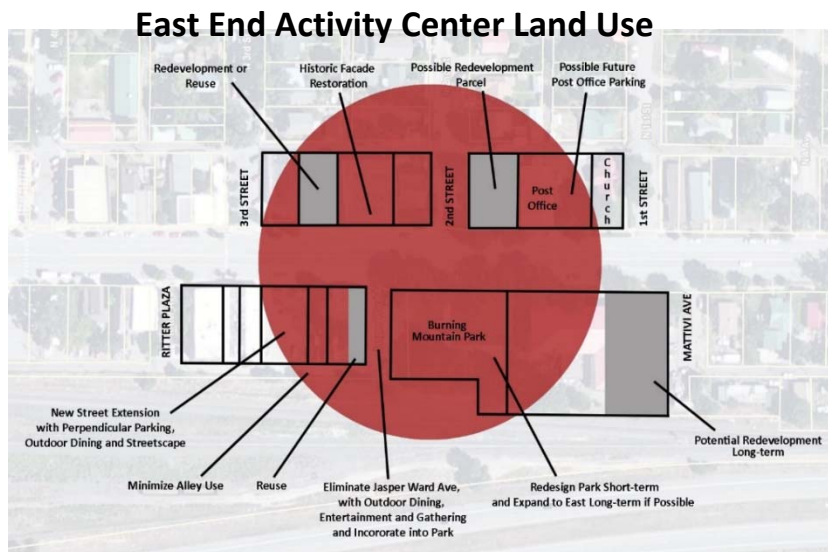 East End Activity Center Land Use
Redevelopment or
Reuse
Historic Facade
Restoration
Possible Redevelopment
Parcel
Possible Future
Post Office Parking
3rd STREET
2nd STREET
Post
Office
Church
1st STREET
RITTER PLAZA
Burning
Mountain Park
MATTIVI AVE
New Street Extension
with Perpendicular Parking,
Outdoor Dining and Streetscape
Minimize Alley Use
Reuse
Eliminate Jasper Ward Ave,
with Outdoor Dining,
Entertainment and Gathering
and Incororate into Park
Redesign Park Short-term
and Expand to East Long-term if Possible
Potential Redevelopment
Long-term